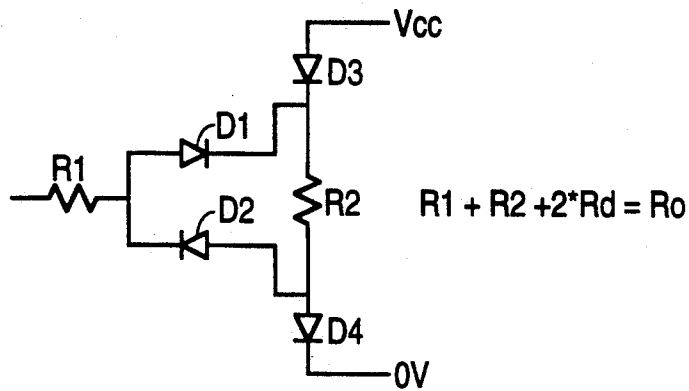 Vcc
D3
D1
R1
D2
R2
R1 + R2 +2*Rd = Ro
D4
0V